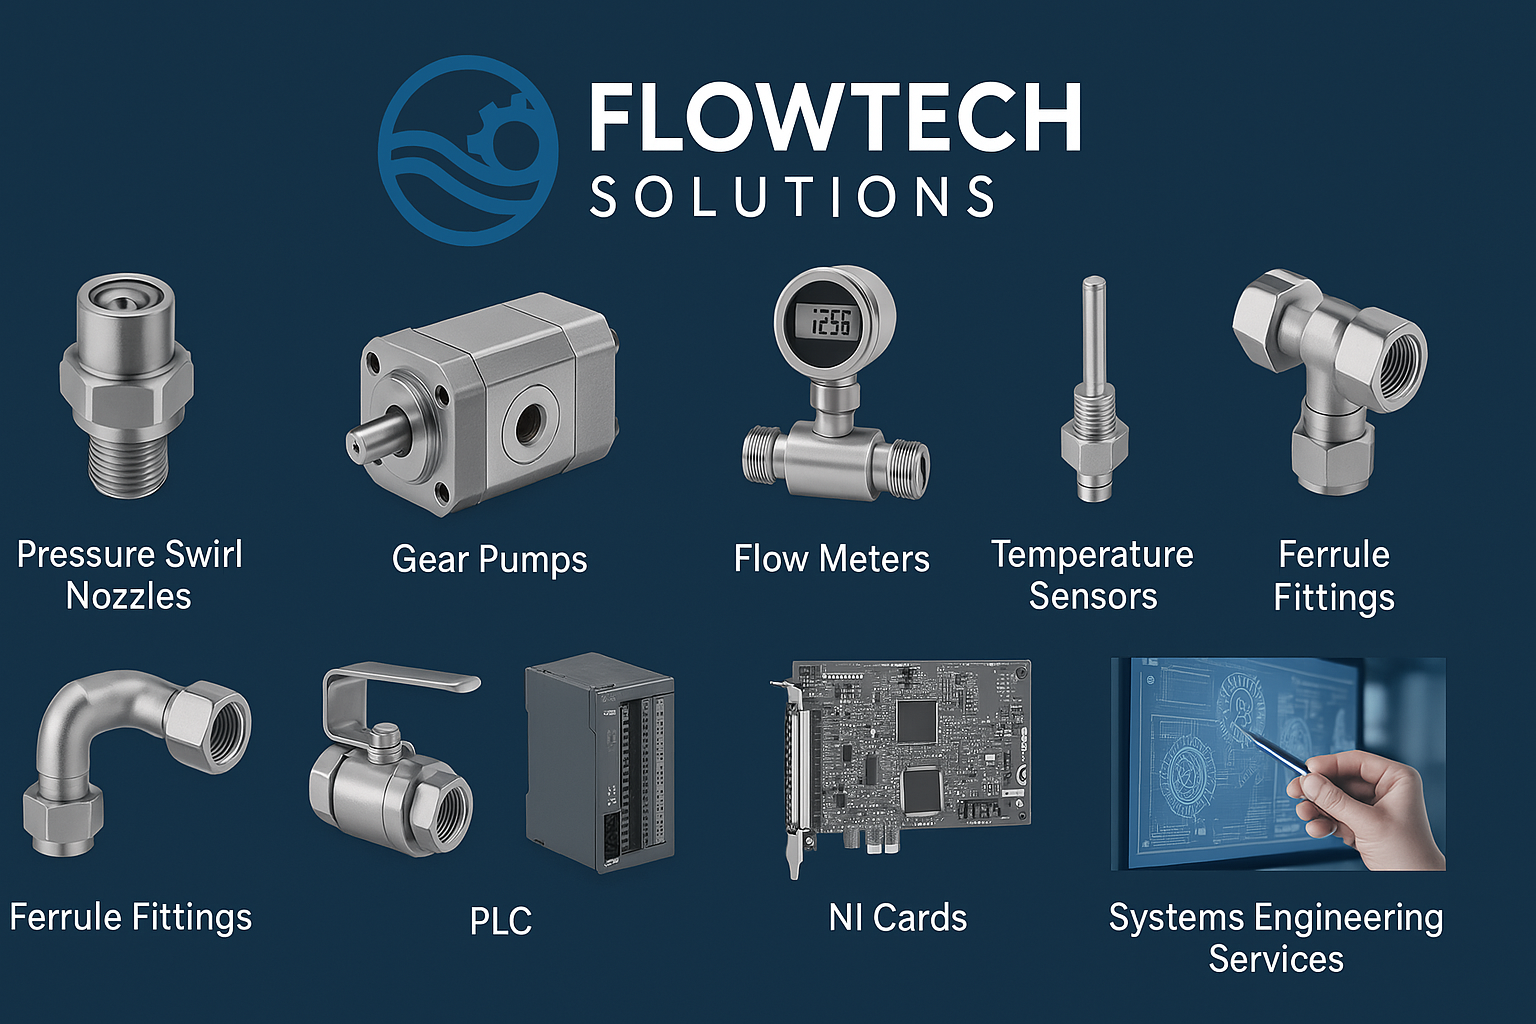 FLOWTECH
SOLUTIONS
1256
Pressure Swirl
Nozzles
Gear Pumps
Flow Meters
Temperature
Sensors
Ferrule
Fittings
Ferrule Fittings
PLC
NI Cards
Systems Engineering
Services